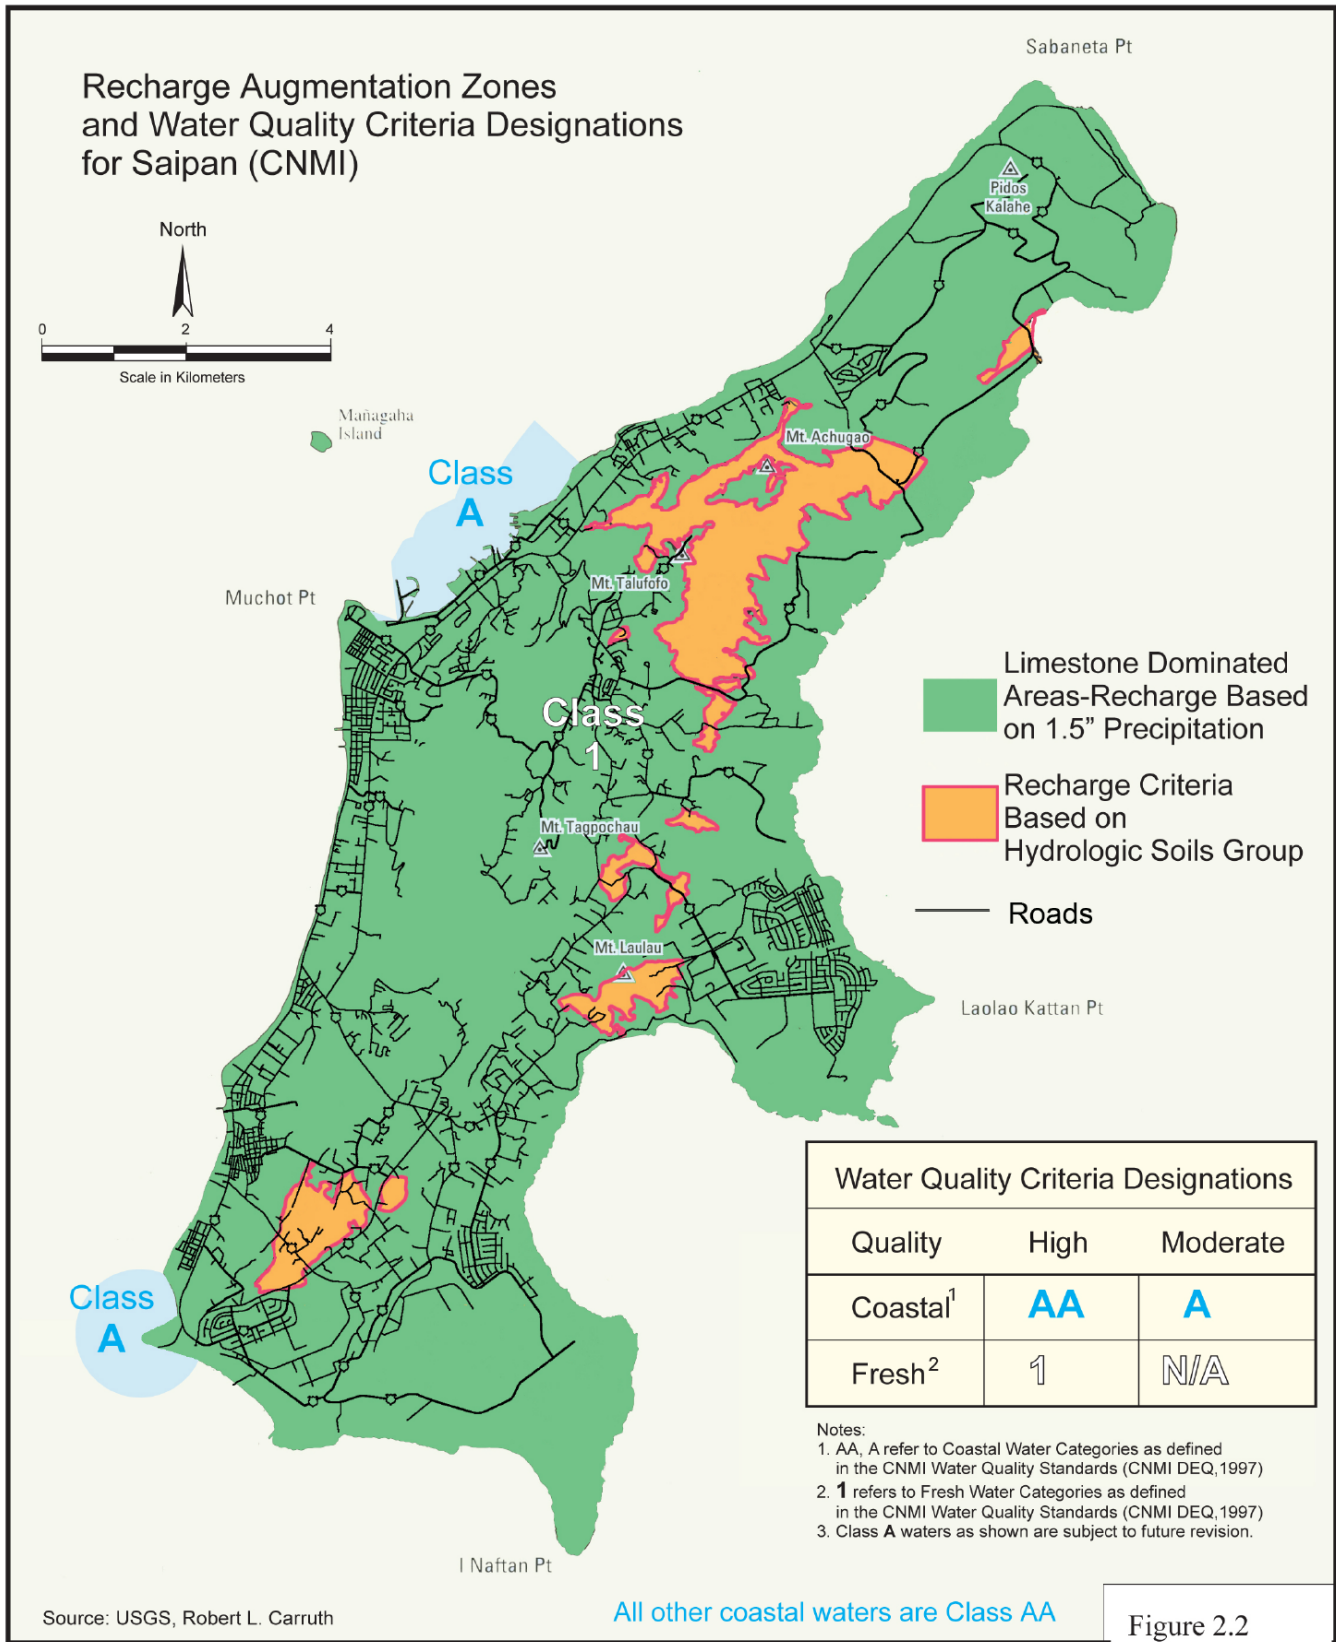 Sabaneta Pt
Recharge Augmentation Zones
and Water Quality Criteria Designations
for Saipan (CNMI)
Pidos
Kalahe
North
0 2 4
Scale in Kilometers
Mañagaha
Island
Mt. Achugao
Class
A
Mt. Talufofo
Muchot Pt
Limestone Dominated
Areas-Recharge Based
on 1.5” Precipitation
Class
1
Recharge Criteria
Based on
Hydrologic Soils Group
Mt. Tagpochau
Roads
Mt. Laulau
Laolao Kattan Pt
Water Quality Criteria Designations
Quality High Moderate
Coastal1 AA A
Fresh2 1 N/A
Class
A
Notes:
1. AA, A refer to Coastal Water Categories as defined
in the CNMI Water Quality Standards (CNMI DEQ,1997)
2. 1 refers to Fresh Water Categories as defined
in the CNMI Water Quality Standards (CNMI DEQ,1997)
3. Class A waters as shown are subject to future revision.
I Naftan Pt
Source: USGS, Robert L. Carruth
All other coastal waters are Class AA
Figure 2.2